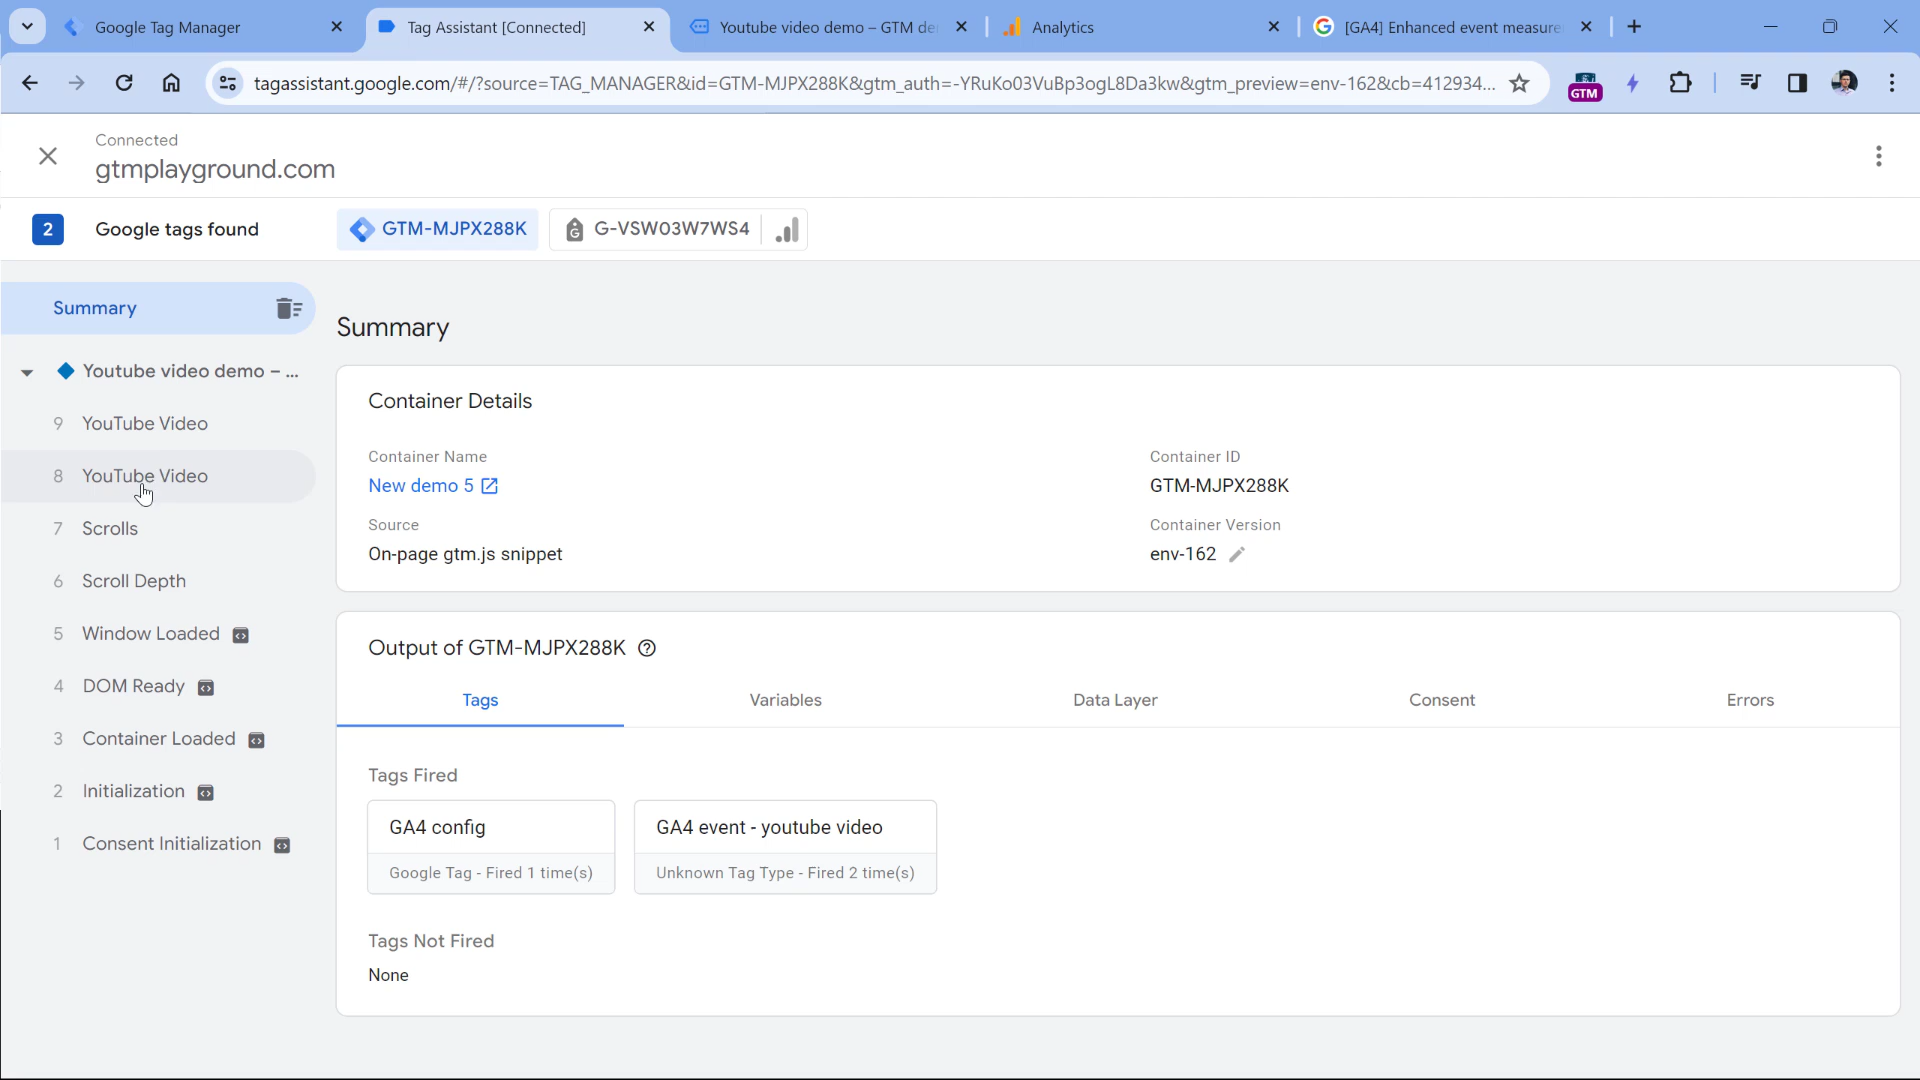 Google Tag Manager
Tag Assistant [Connected]
Youtube video demo – GTM de
Analytics
[GA4] Enhanced event measure
tagassistant.google.com/#/?source=TAG_MANAGER&id=GTM-MJPX288K&gtm_auth=-YRuKo03VuBp3ogL8Da3kw&gtm_preview=env-162&cb=412934...
GTM
Connected
gtmplayground.com
2
Google tags found
GTM-MJPX288K
G
G-VSW03W7WS4
Summary
Youtube video demo – ...
9 YouTube Video
8 YouTube Video
7 Scrolls
6 Scroll Depth
5 Window Loaded
4 DOM Ready
3 Container Loaded
2 Initialization
1 Consent Initialization
Summary
Container Details
Container Name
New demo 5
Container ID
GTM-MJPX288K
Source
On-page gtm.js snippet
Container Version
env-162
Output of GTM-MJPX288K
Tags
Variables
Data Layer
Consent
Errors
Tags Fired
GA4 config
Google Tag - Fired 1 time(s)
GA4 event - youtube video
Unknown Tag Type - Fired 2 time(s)
Tags Not Fired
None